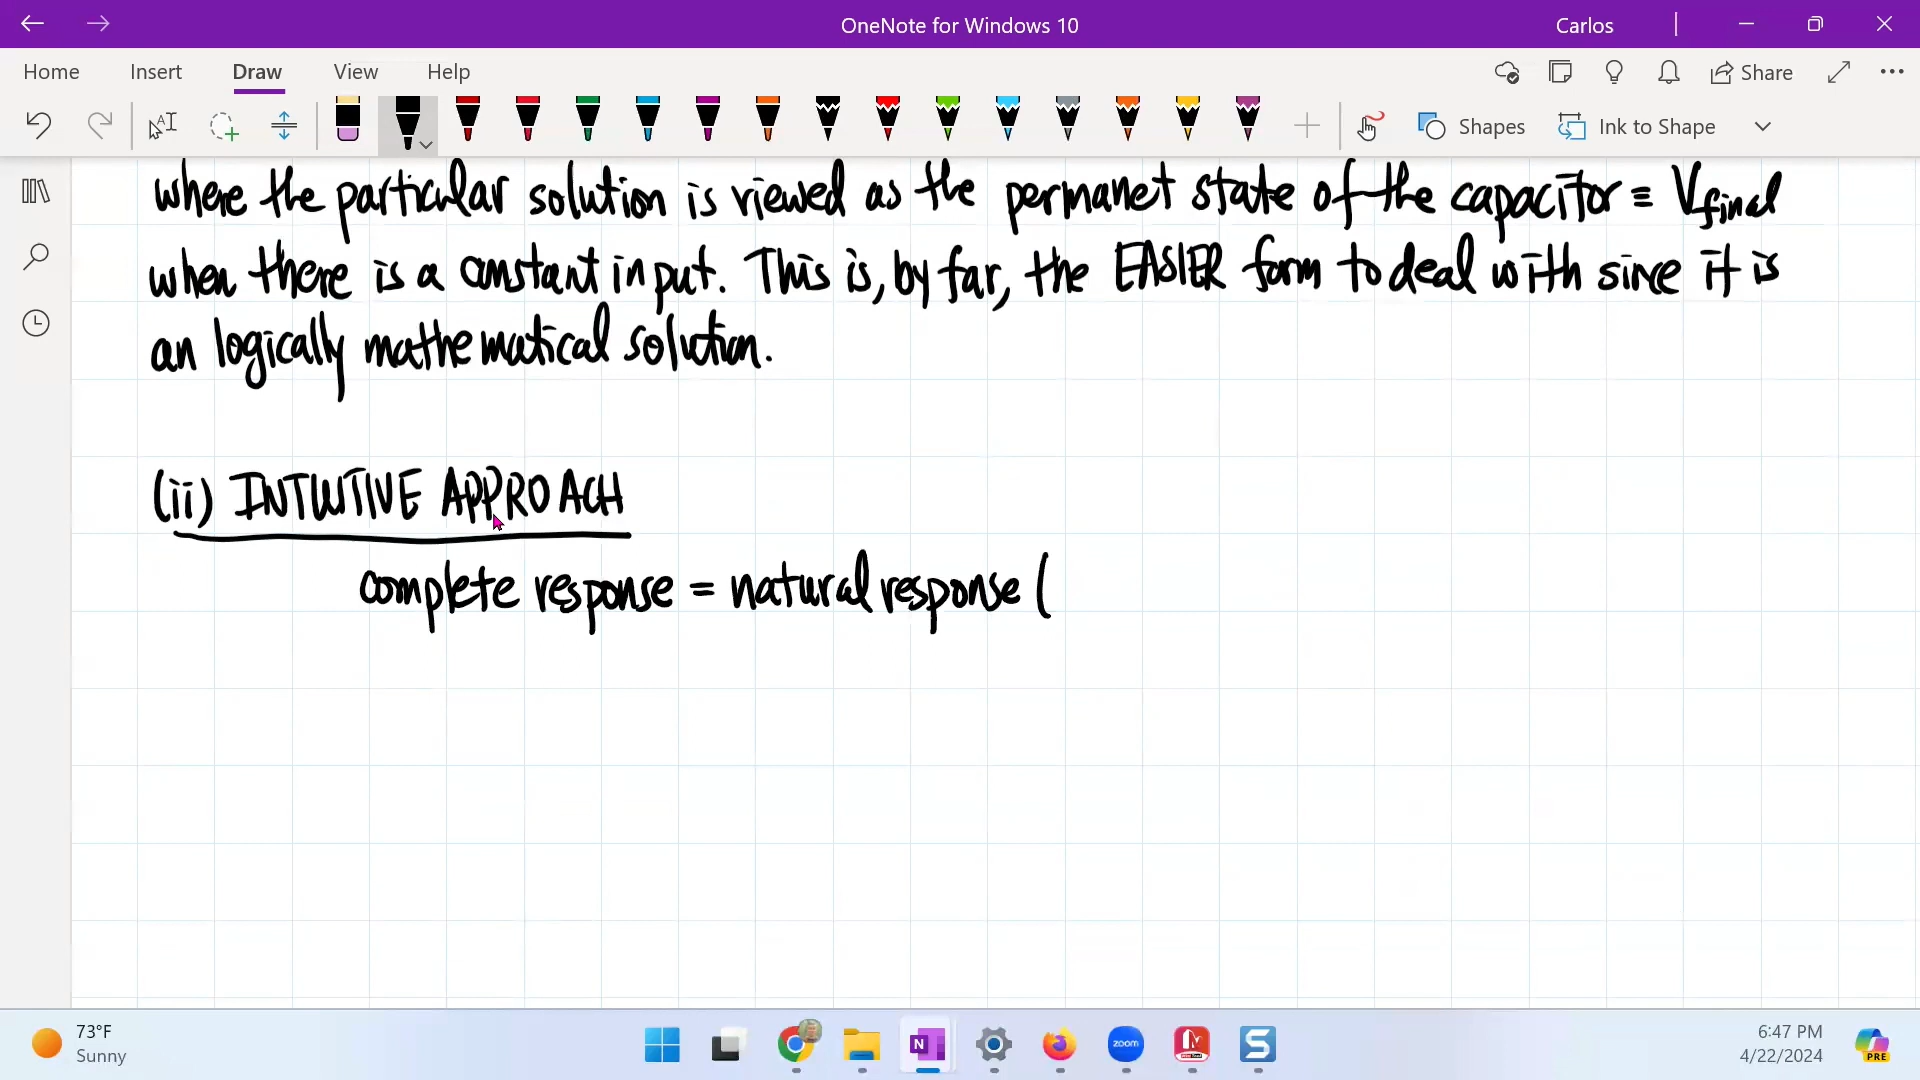 OneNote for Windows 10
Carlos
Home
Insert
Draw
View
Help
Share
Shapes
Ink to Shape
where the particular solution is viewed as the permanet state of the capacitor ≡ Vfinal
when there is a constant input. This is, by far, the EASIER form to deal with since it is
an logically mathematical solution.
(ii) INTUITIVE APPROACH
complete response = natural response (
73°F
Sunny
zoom
6:47 PM
4/22/2024
PRE